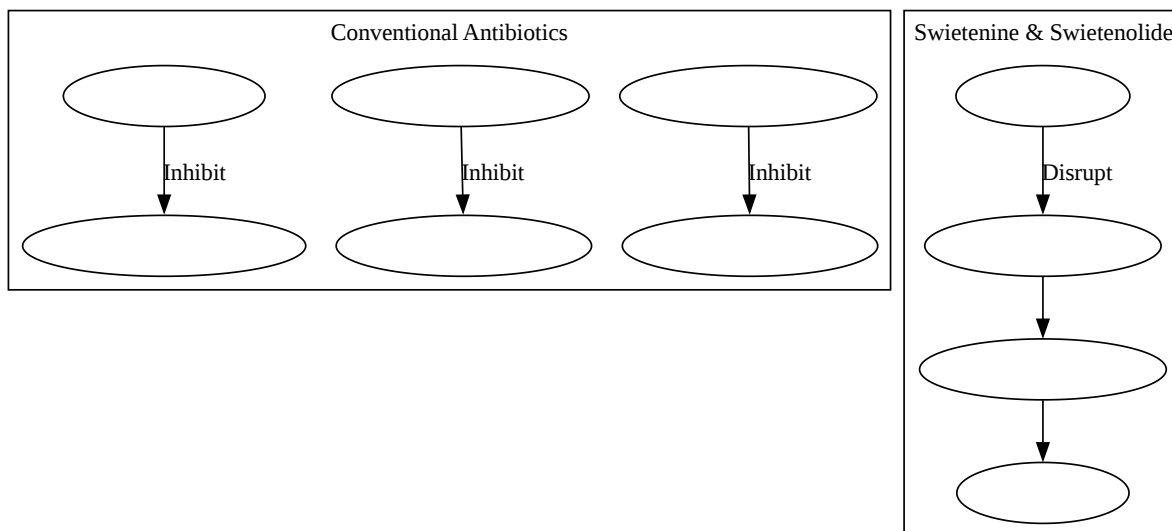 Conventional Antibiotics
Swietenine & Swietenolide
Inhibit
Inhibit
Inhibit
Disrupt